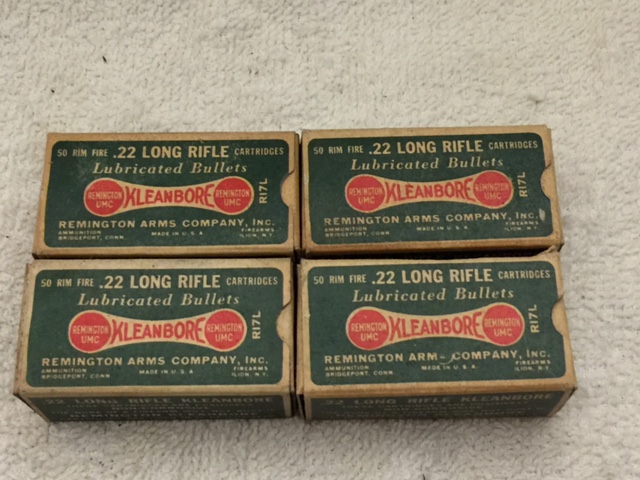 50 RIM FIRE .22 LONG RIFLE CARTRIDGES
Lubricated Bullets
REMINGTON UMC KLEANBORE REMINGTON UMC
R17L
REMINGTON ARMS COMPANY, INC.
AMMUNITION BRIDGEPORT, CONN. MADE IN U.S.A. FIREARMS ILION, N.Y.
50 RIM FIRE .22 LONG RIFLE CARTRIDGES
Lubricated Bullets
REMINGTON UMC KLEANBORE REMINGTON UMC
R17L
REMINGTON ARMS COMPANY, INC.
AMMUNITION BRIDGEPORT, CONN. MADE IN U.S.A. FIREARMS ILION, N.Y.
50 RIM FIRE .22 LONG RIFLE CARTRIDGES
Lubricated Bullets
REMINGTON UMC KLEANBORE REMINGTON UMC
R17L
REMINGTON ARMS COMPANY, INC.
AMMUNITION BRIDGEPORT, CONN. MADE IN U.S.A. FIREARMS ILION, N.Y.
.22 LONG RIFLE KLEANBORE
50 RIM FIRE .22 LONG RIFLE CARTRIDGES
Lubricated Bullets
REMINGTON UMC KLEANBORE REMINGTON UMC
R17L
REMINGTON ARM COMPANY, INC.
AMMUNITION BRIDGEPORT, CONN. MADE IN U.S.A. FIREARMS ILION, N.Y.
.22 LONG RIFLE KLEANBORE